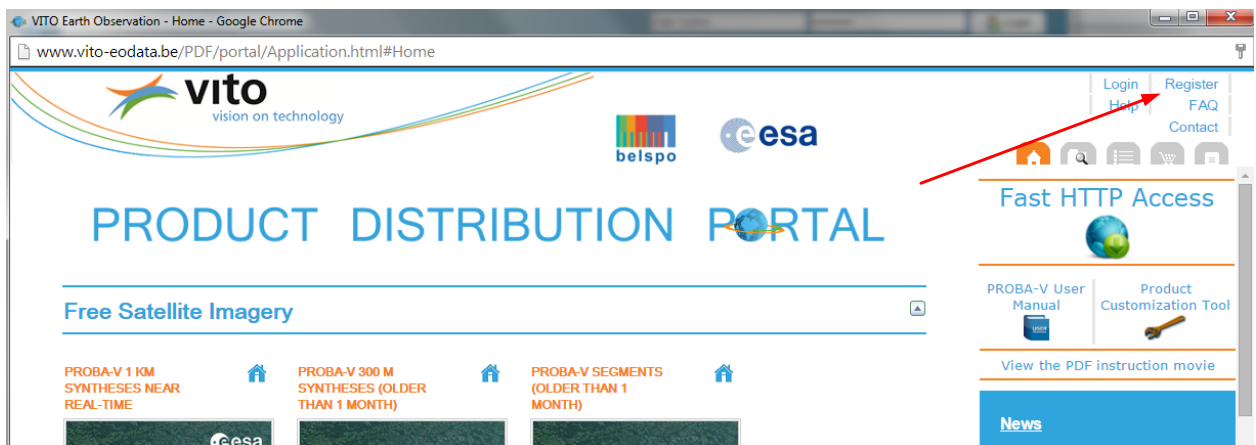 VITO Earth Observation - Home - Google Chrome
www.vito-eodata.be/PDF/portal/Application.html#Home
vito
vision on technology
belspo
esa
Login Register
Help FAQ
Contact
PRODUCT DISTRIBUTION PORTAL
Fast HTTP Access
PROBA-V User
Manual
USER
Product
Customization Tool
View the PDF instruction movie
News
Free Satellite Imagery
PROBA-V 1 KM
SYNTHESES NEAR
REAL-TIME
PROBA-V 300 M
SYNTHESES (OLDER
THAN 1 MONTH)
PROBA-V SEGMENTS
(OLDER THAN 1
MONTH)
esa